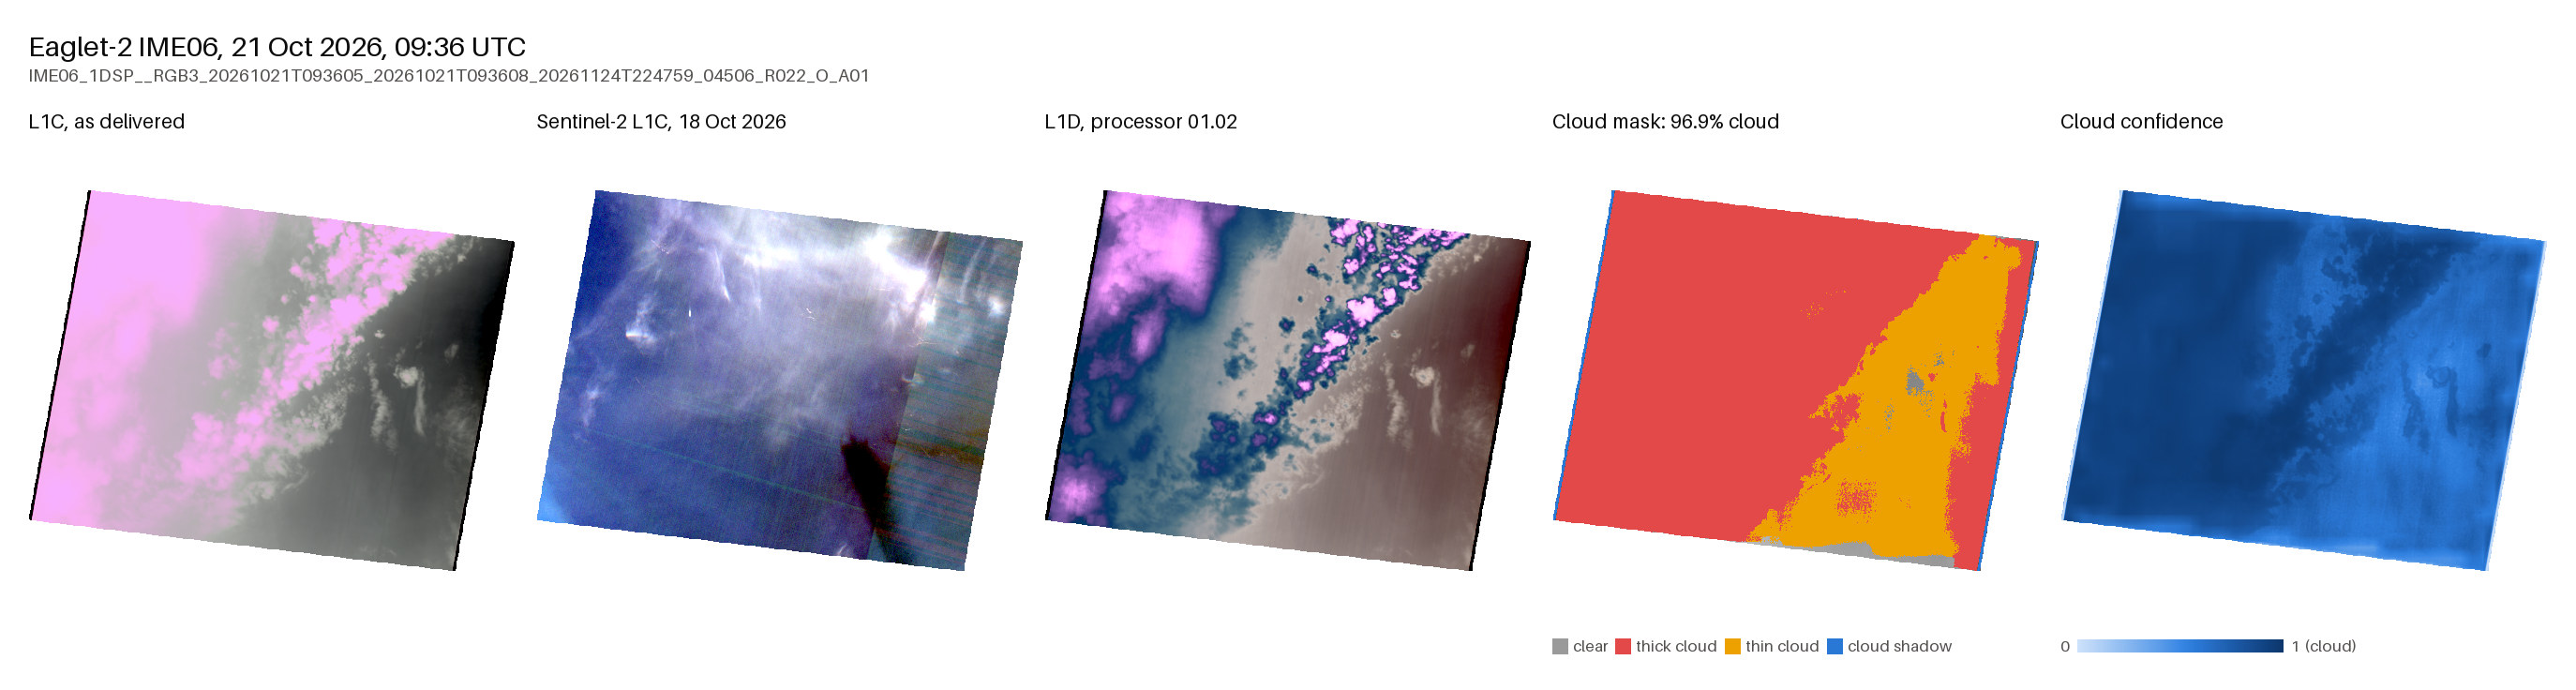 Eaglet-2 IME06, 21 Oct 2026, 09:36 UTC
IME06_1DSP__RGB3_20261021T093605_20261021T093608_20261124T224759_04506_R022_O_A01
L1C, as delivered
Sentinel-2 L1C, 18 Oct 2026
L1D, processor 01.02
Cloud mask: 96.9% cloud
Cloud confidence
clear
thick cloud
thin cloud
cloud shadow
0
1 (cloud)